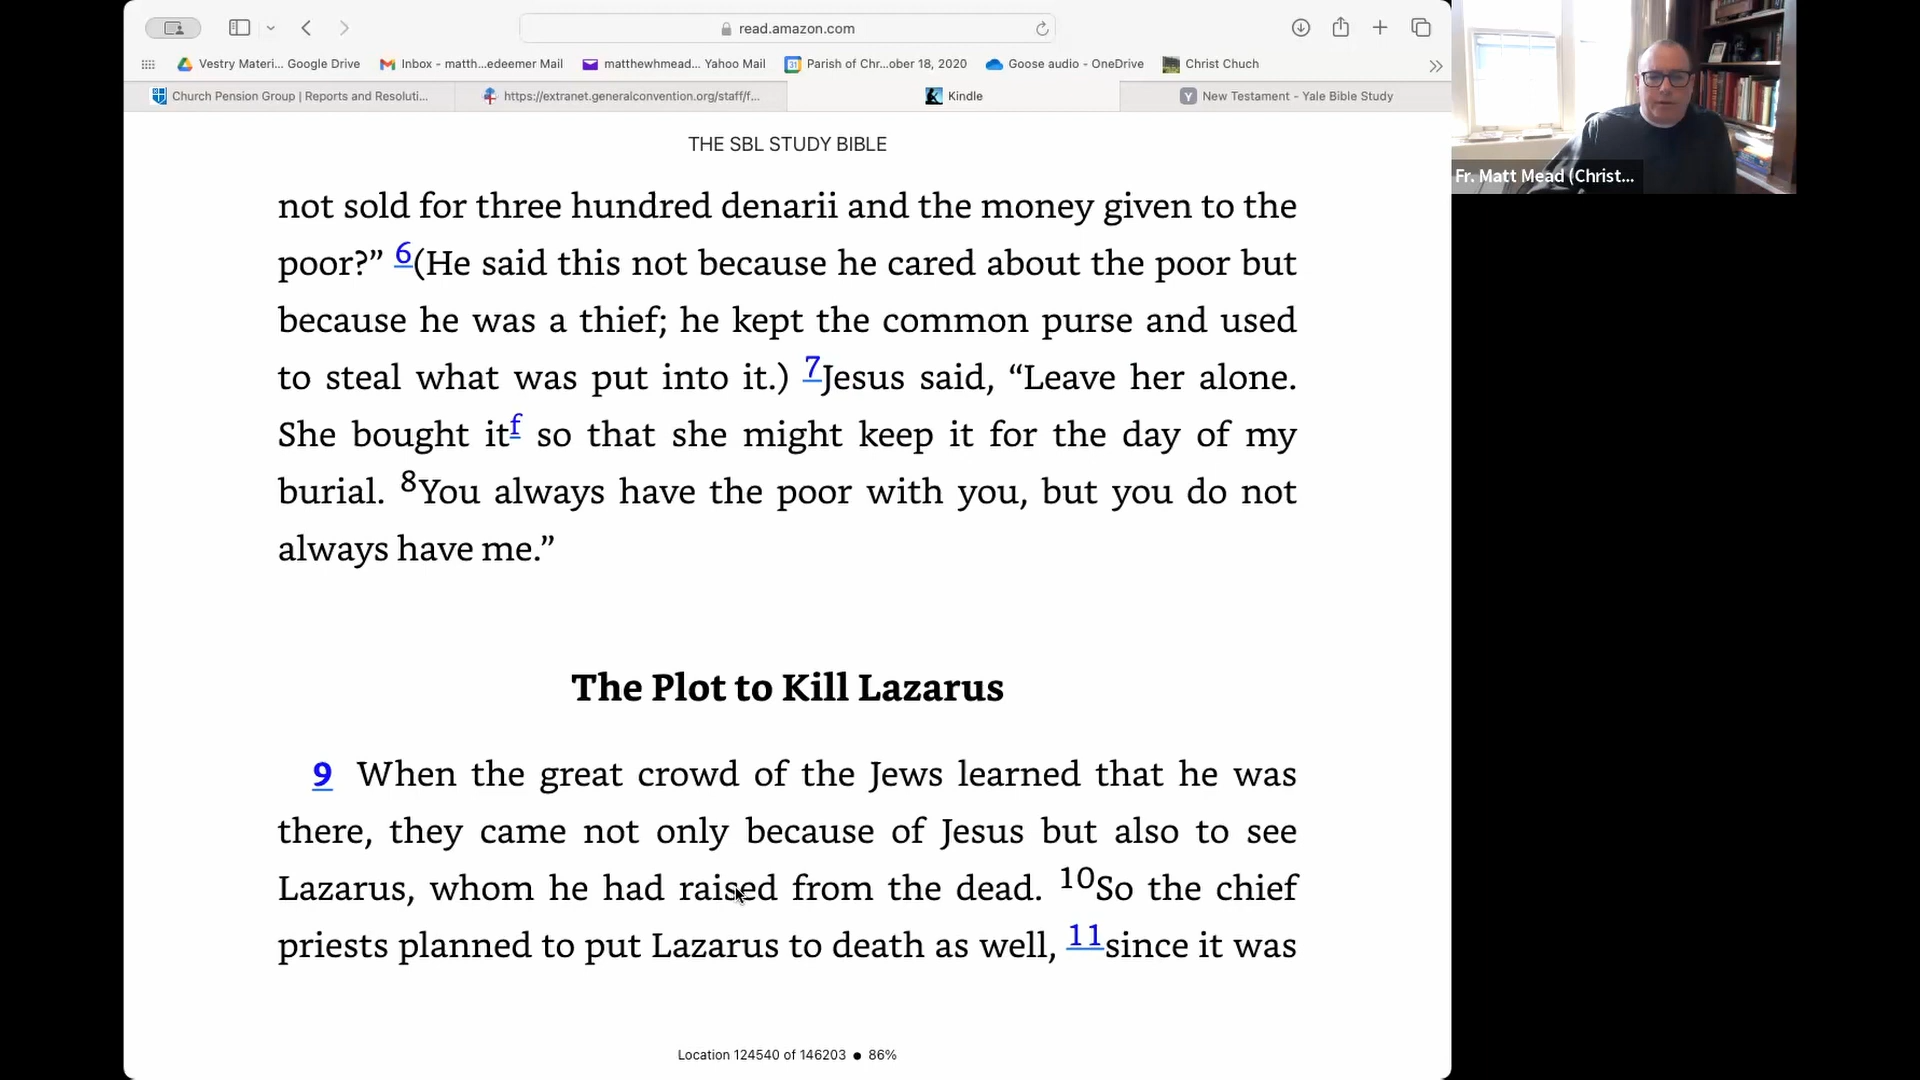 read.amazon.com
Vestry Materi... Google Drive
Inbox - matth...edeemer Mail
matthewhmead... Yahoo Mail
Parish of Chr...ober 18, 2020
Goose audio - OneDrive
Christ Chuch
Church Pension Group | Reports and Resoluti...
https://extranet.generalconvention.org/staff/f...
Kindle
Y New Testament - Yale Bible Study
Fr. Matt Mead (Christ...
THE SBL STUDY BIBLE
not sold for three hundred denarii and the money given to the
poor?” 6(He said this not because he cared about the poor but
because he was a thief; he kept the common purse and used
to steal what was put into it.) 7Jesus said, “Leave her alone.
She bought itf so that she might keep it for the day of my
burial. 8You always have the poor with you, but you do not
always have me.”
The Plot to Kill Lazarus
9 When the great crowd of the Jews learned that he was
there, they came not only because of Jesus but also to see
Lazarus, whom he had raised from the dead. 10So the chief
priests planned to put Lazarus to death as well, 11since it was
Location 124540 of 146203 ● 86%